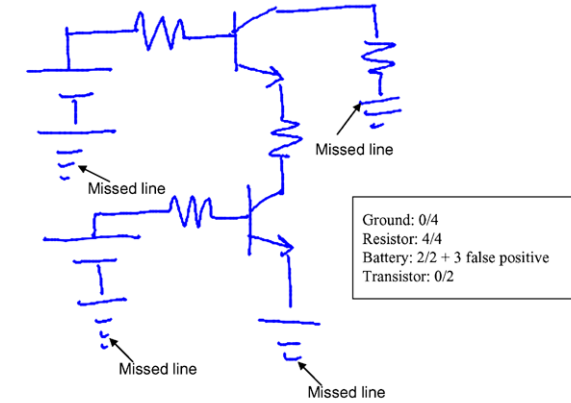 Missed line
Missed line
Ground: 0/4
Resistor: 4/4
Battery: 2/2 + 3 false positive
Transistor: 0/2
Missed line
Missed line